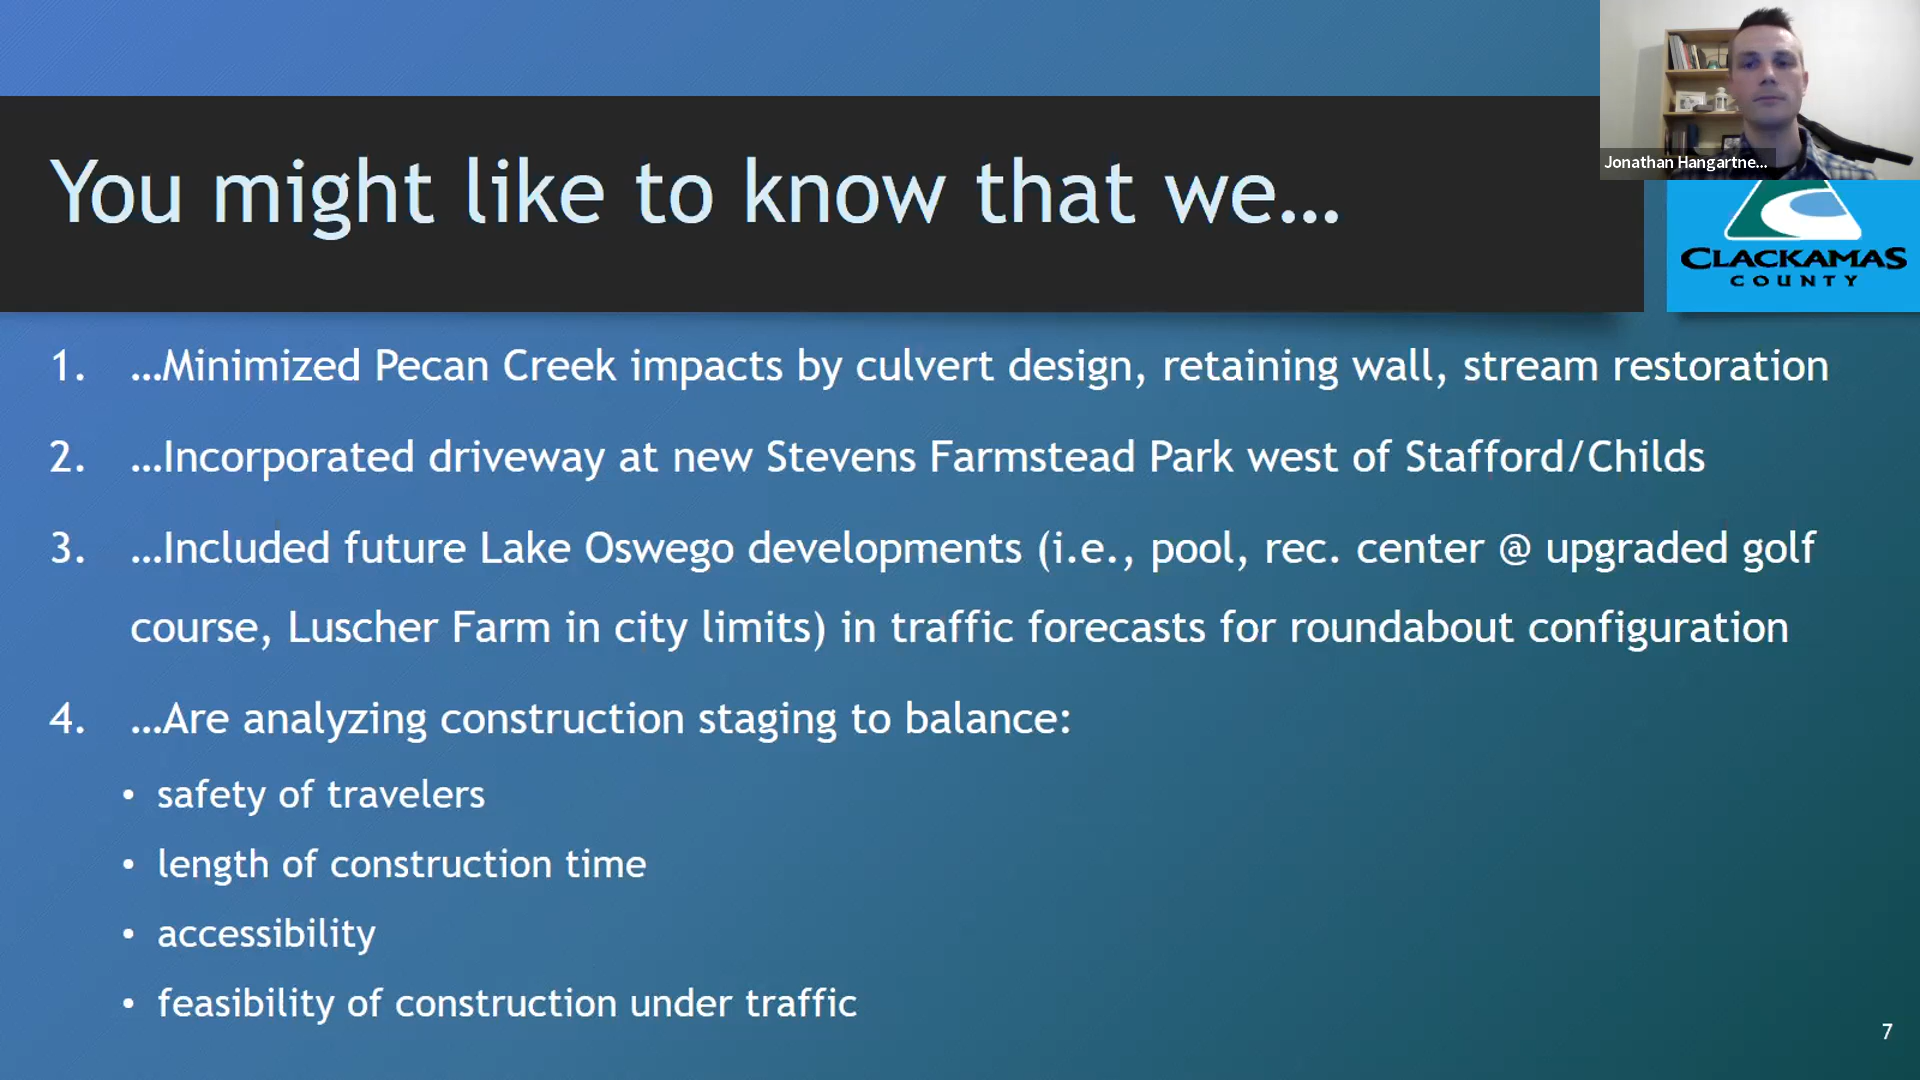 You might like to know that we…
Jonathan Hangartne...
CLACKAMAS
COUNTY
1. …Minimized Pecan Creek impacts by culvert design, retaining wall, stream restoration
2. …Incorporated driveway at new Stevens Farmstead Park west of Stafford/Childs
3. …Included future Lake Oswego developments (i.e., pool, rec. center @ upgraded golf
course, Luscher Farm in city limits) in traffic forecasts for roundabout configuration
4. …Are analyzing construction staging to balance:
• safety of travelers
• length of construction time
• accessibility
• feasibility of construction under traffic
7